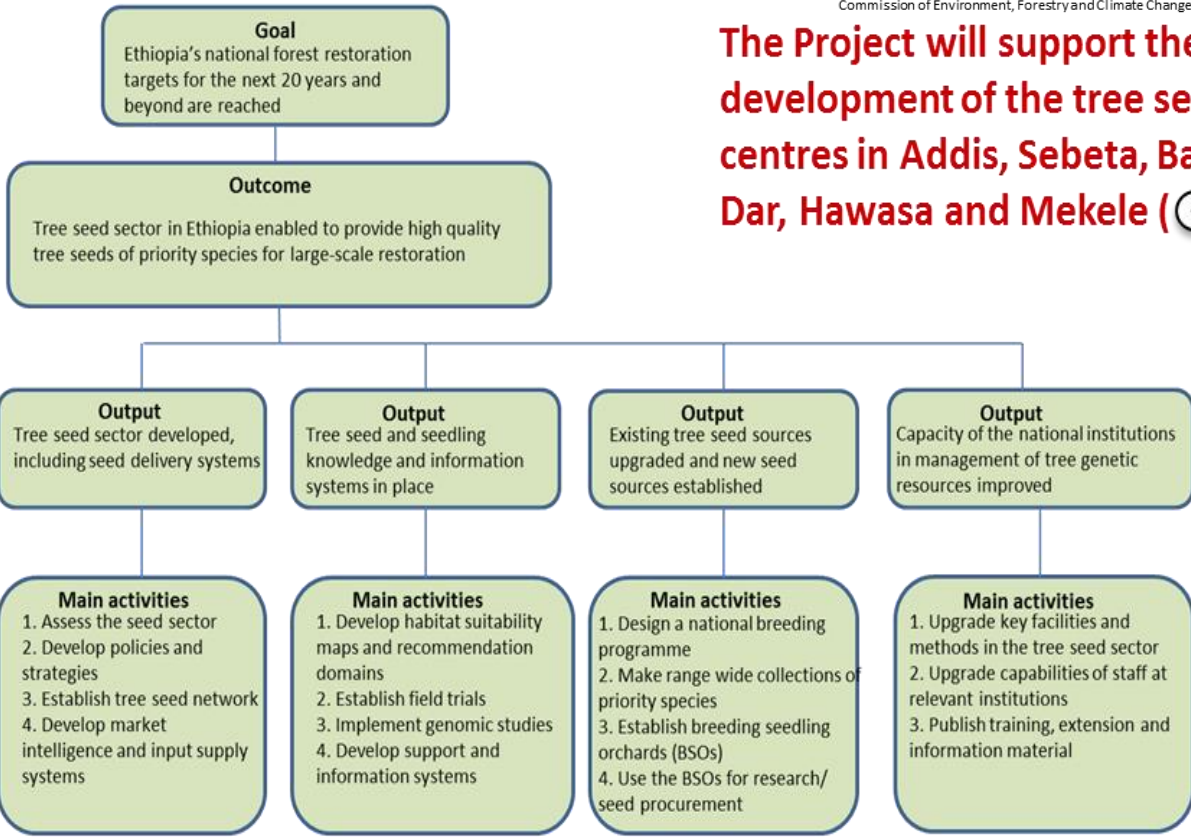 Commission of Environment, Forestry and Climate Change
The Project will support the
development of the tree se
centres in Addis, Sebeta, Ba
Dar, Hawasa and Mekele (
Goal
Ethiopia's national forest restoration
targets for the next 20 years and
beyond are reached
Outcome
Tree seed sector in Ethiopia enabled to provide high quality
tree seeds of priority species for large-scale restoration
Output
Tree seed sector developed,
including seed delivery systems
Output
Tree seed and seedling
knowledge and information
systems in place
Output
Existing tree seed sources
upgraded and new seed
sources established
Output
Capacity of the national institutions
in management of tree genetic
resources improved
Main activities
1. Assess the seed sector
2. Develop policies and
strategies
3. Establish tree seed network
4. Develop market
intelligence and input supply
systems
Main activities
1. Develop habitat suitability
maps and recommendation
domains
2. Establish field trials
3. Implement genomic studies
4. Develop support and
information systems
Main activities
1. Design a national breeding
programme
2. Make range wide collections of
priority species
3. Establish breeding seedling
orchards (BSOs)
4. Use the BSOs for research/
seed procurement
Main activities
1. Upgrade key facilities and
methods in the tree seed sector
2. Upgrade capabilities of staff at
relevant institutions
3. Publish training, extension and
information material